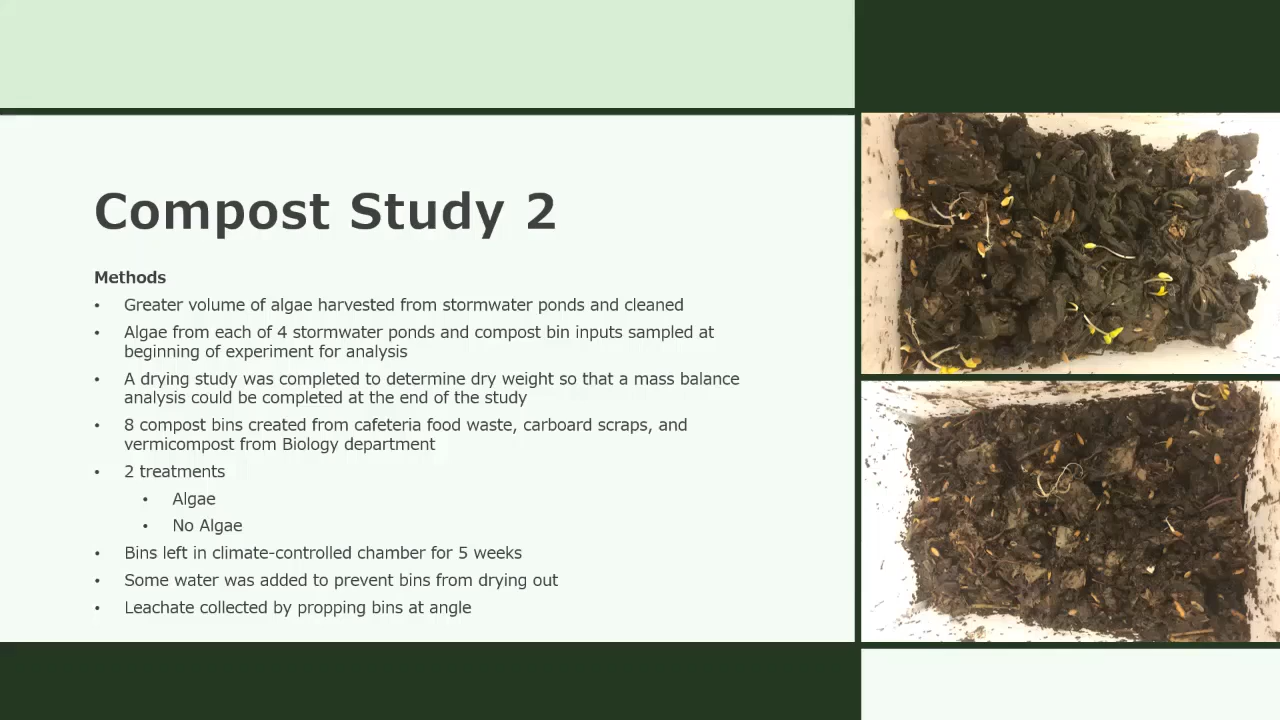 Compost Study 2
Methods
• Greater volume of algae harvested from stormwater ponds and cleaned
• Algae from each of 4 stormwater ponds and compost bin inputs sampled at
beginning of experiment for analysis
• A drying study was completed to determine dry weight so that a mass balance
analysis could be completed at the end of the study
• 8 compost bins created from cafeteria food waste, carboard scraps, and
vermicompost from Biology department
• 2 treatments
• Algae
• No Algae
• Bins left in climate-controlled chamber for 5 weeks
• Some water was added to prevent bins from drying out
• Leachate collected by propping bins at angle